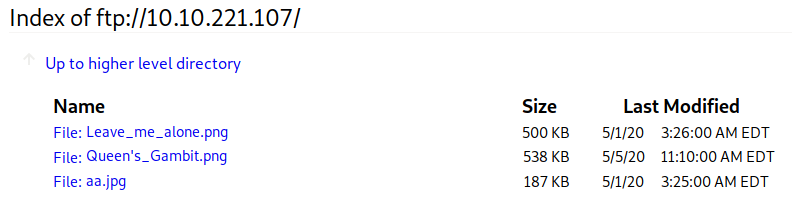 Index of ftp://10.10.221.107/
Up to higher level directory
Name Size Last Modified
File: Leave_me_alone.png 500 KB 5/1/20 3:26:00 AM EDT
File: Queen's_Gambit.png 538 KB 5/5/20 11:10:00 AM EDT
File: aa.jpg 187 KB 5/1/20 3:25:00 AM EDT